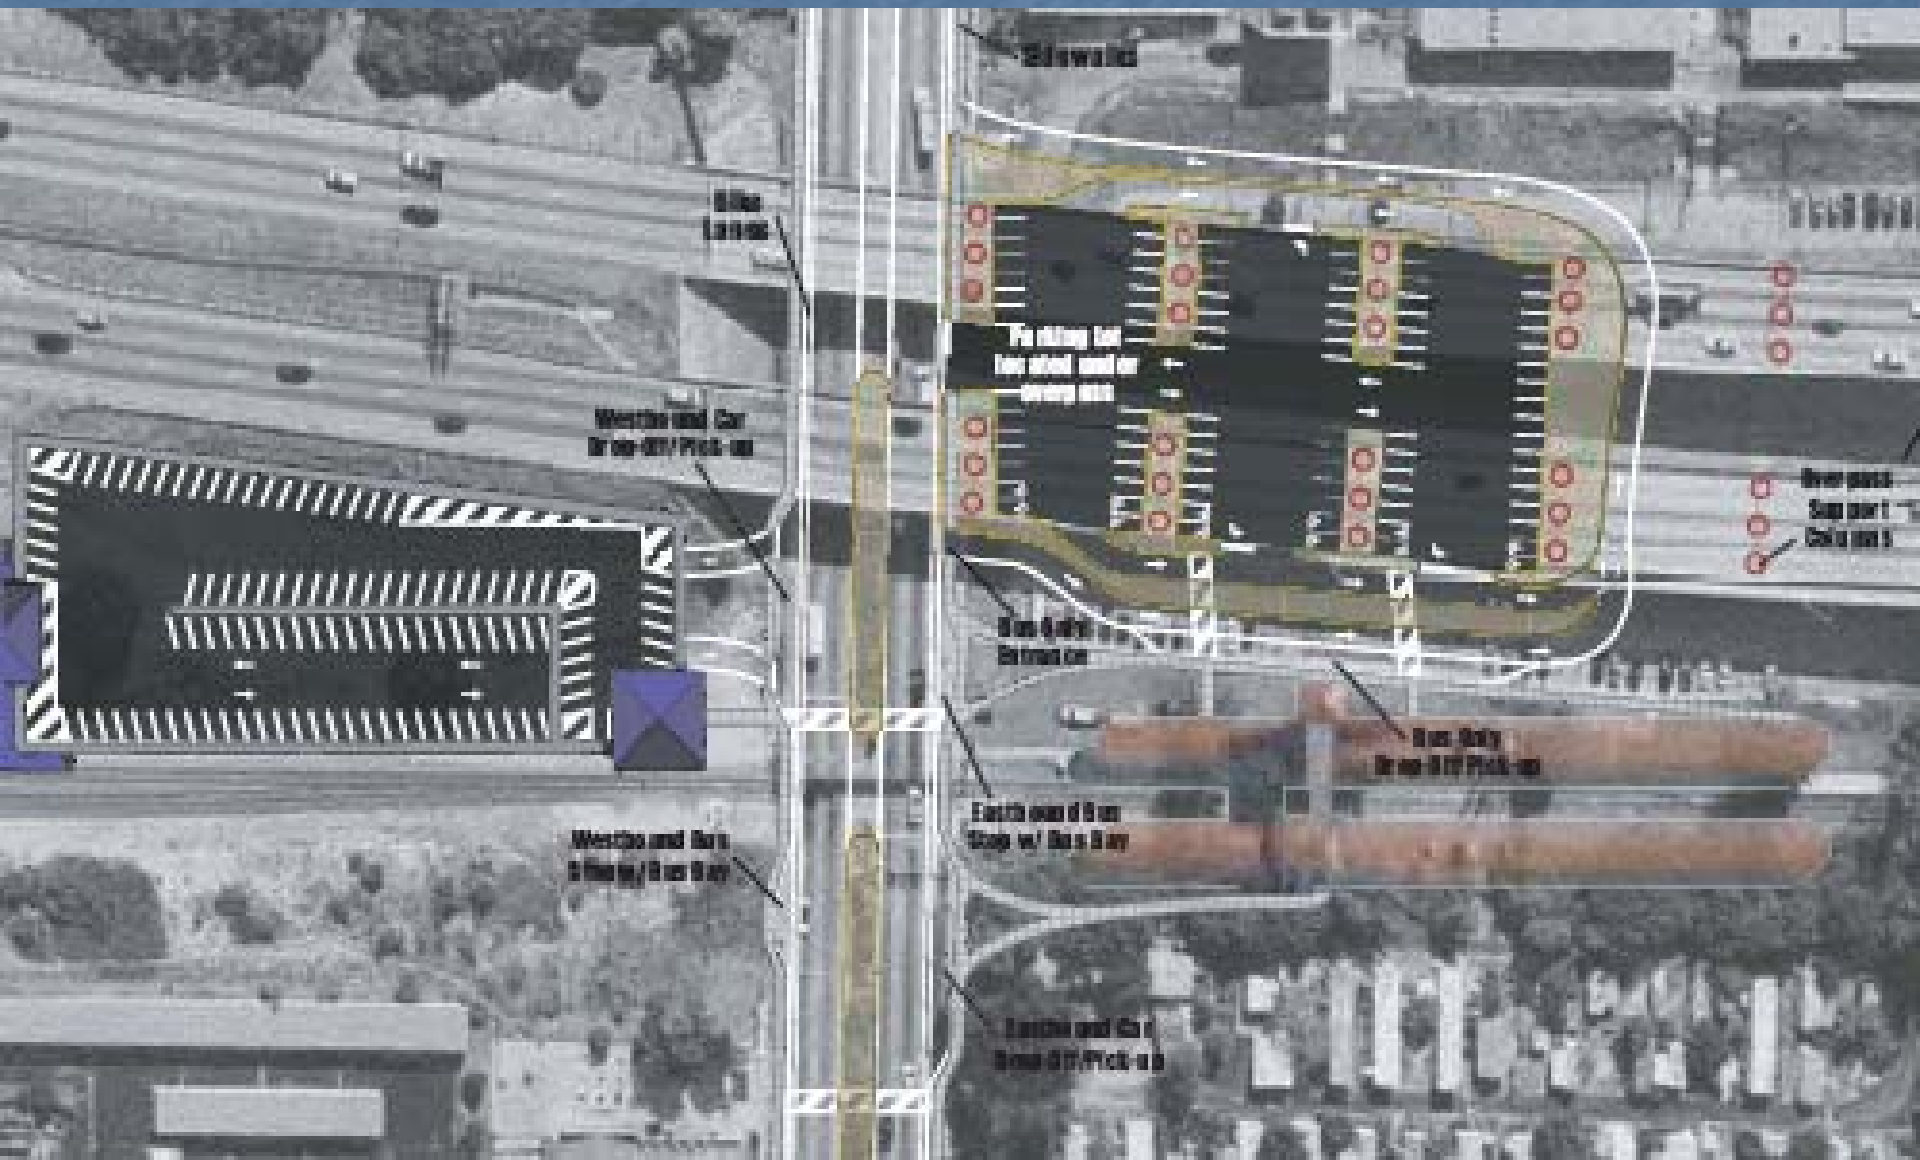 Sidewalks
Bike
Lanes
Parking Lot
located under
overpass
Westbound Car
Drop-Off/Pick-up
Overpass
Support
Columns
Bus Only
Entrance
Bus Only
Drop-Off/Pick-up
Eastbound Bus
Stop w/ Bus Bay
Westbound Bus
w/ Bus Bay
Eastbound Car
Drop-Off/Pick-up